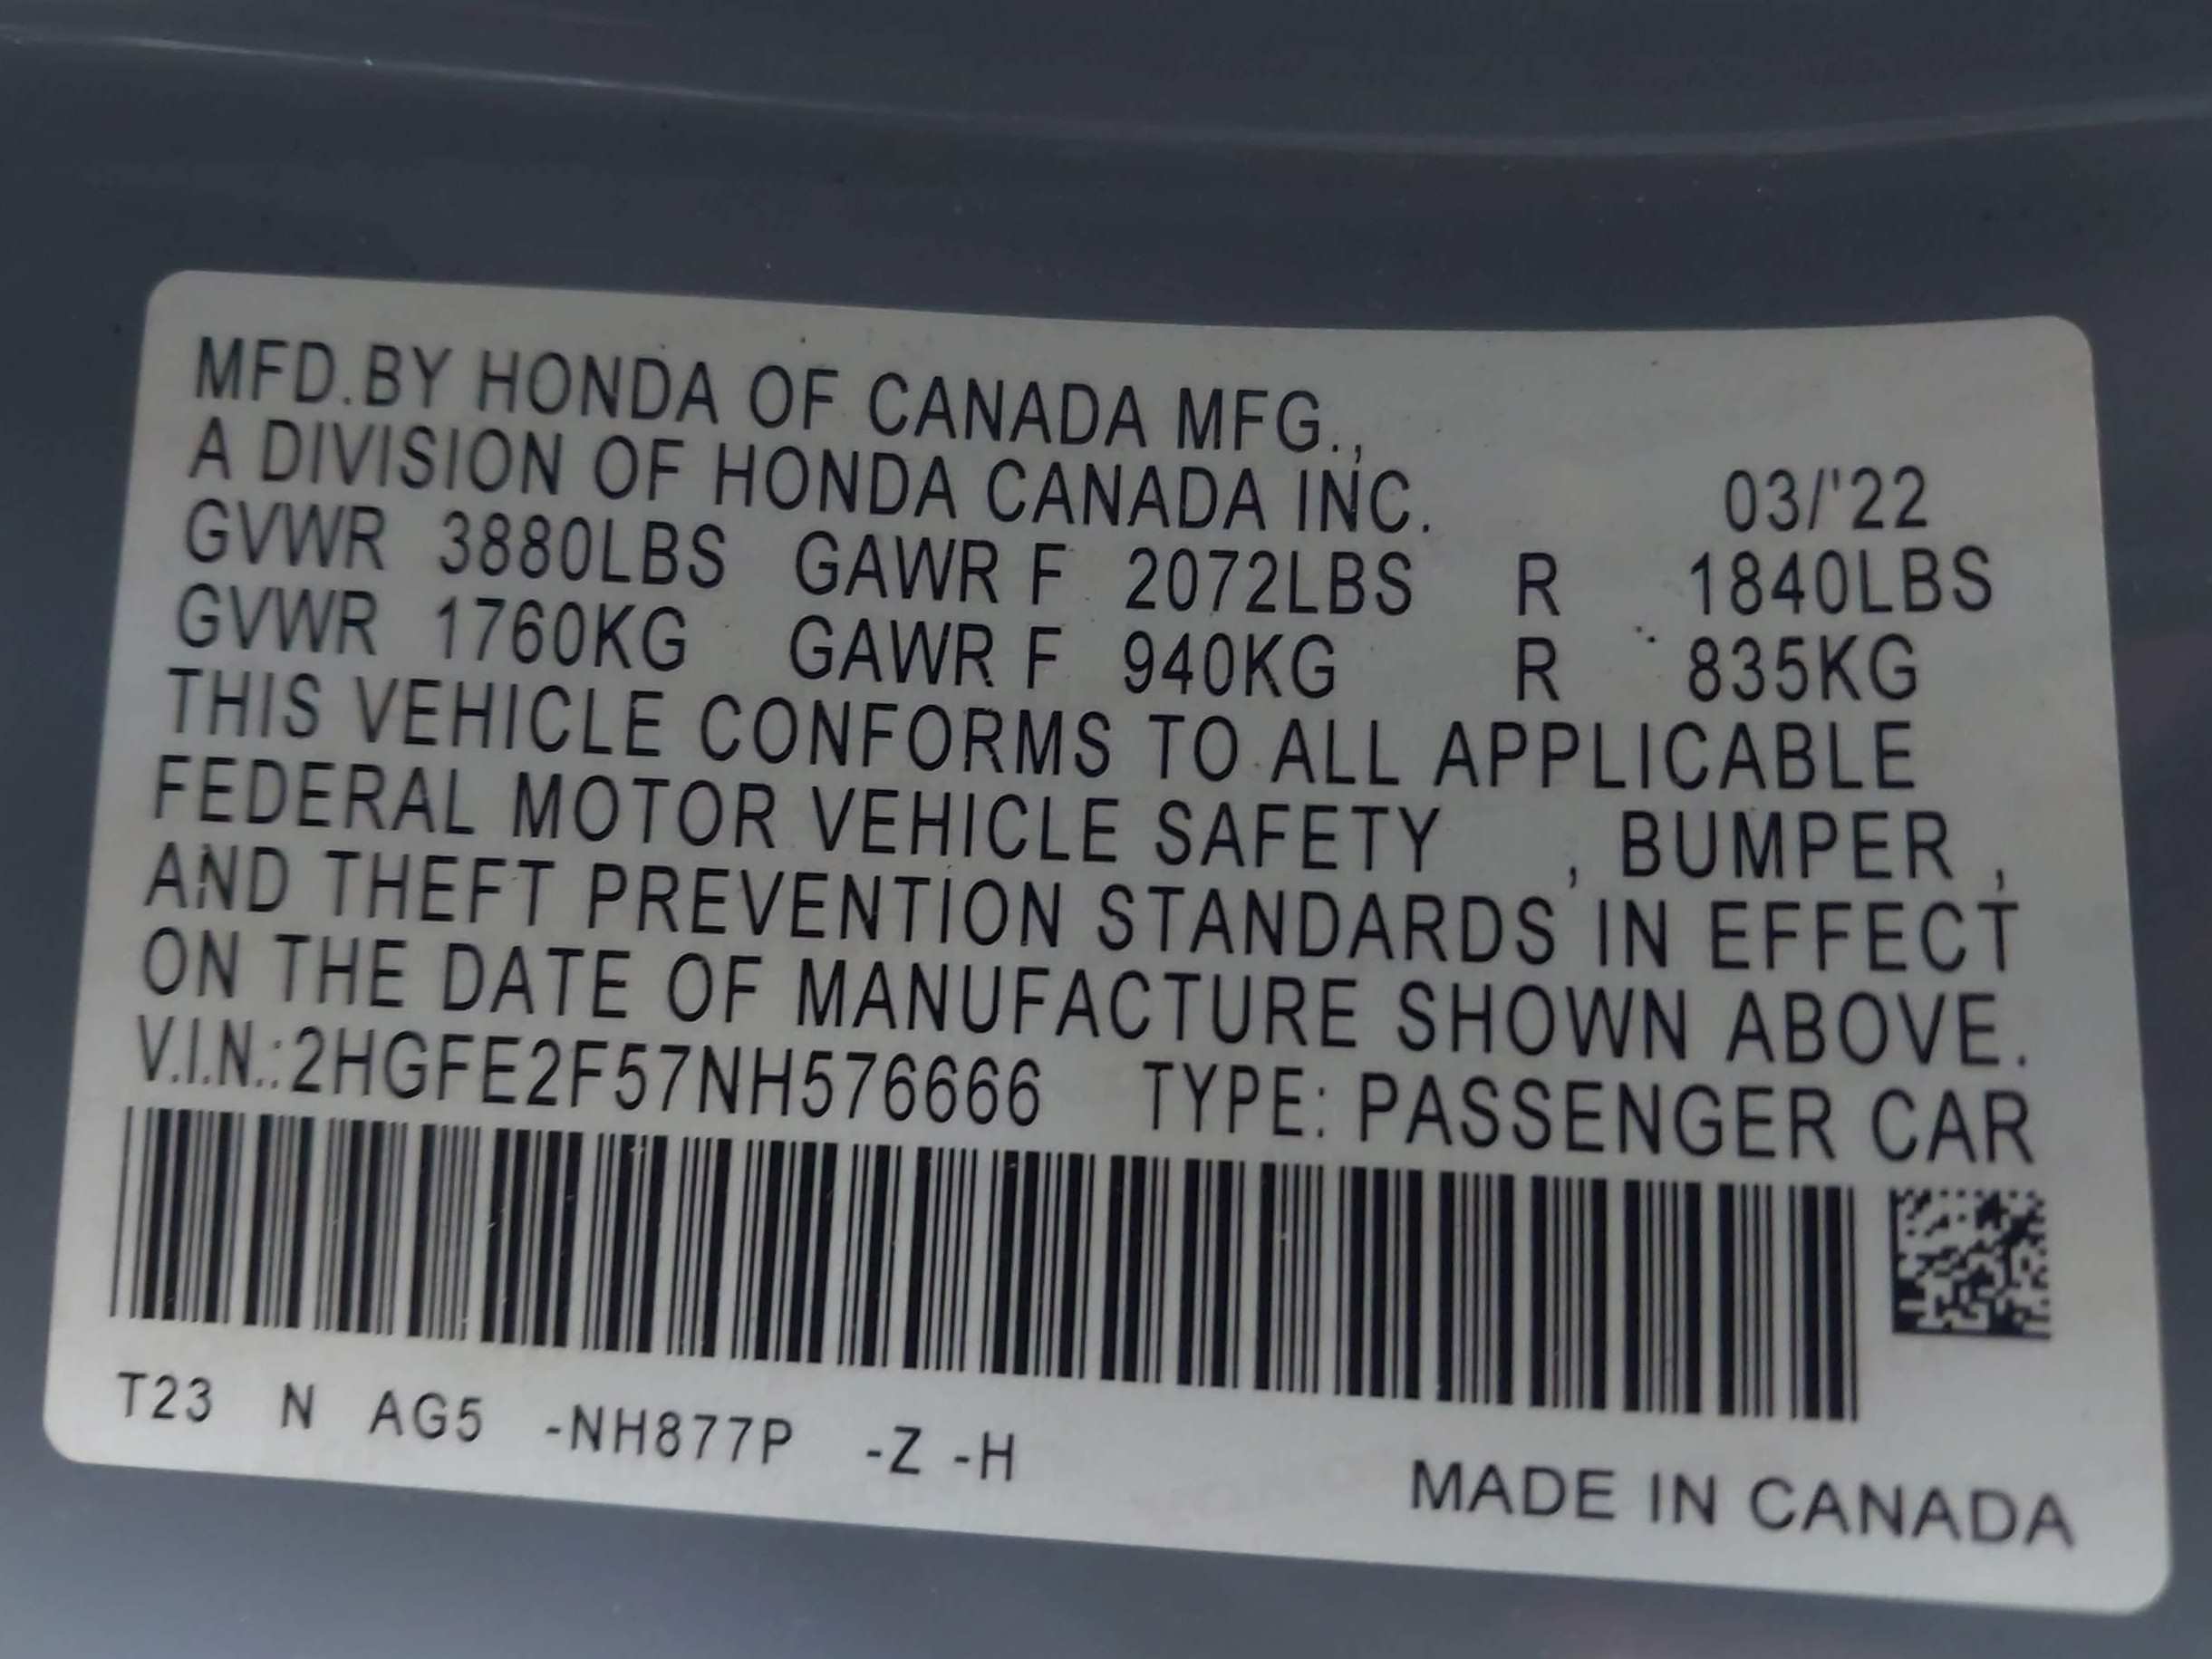 MFD.BY HONDA OF CANADA MFG.,
A DIVISION OF HONDA CANADA INC. 03/'22
GVWR 3880LBS GAWR F 2072LBS R 1840LBS
GVWR 1760KG GAWR F 940KG R 835KG
THIS VEHICLE CONFORMS TO ALL APPLICABLE
FEDERAL MOTOR VEHICLE SAFETY , BUMPER ,
AND THEFT PREVENTION STANDARDS IN EFFECT
ON THE DATE OF MANUFACTURE SHOWN ABOVE.
V.I.N.:2HGFE2F57NH576666 TYPE: PASSENGER CAR
T23 N AG5 -NH877P -Z -H
MADE IN CANADA